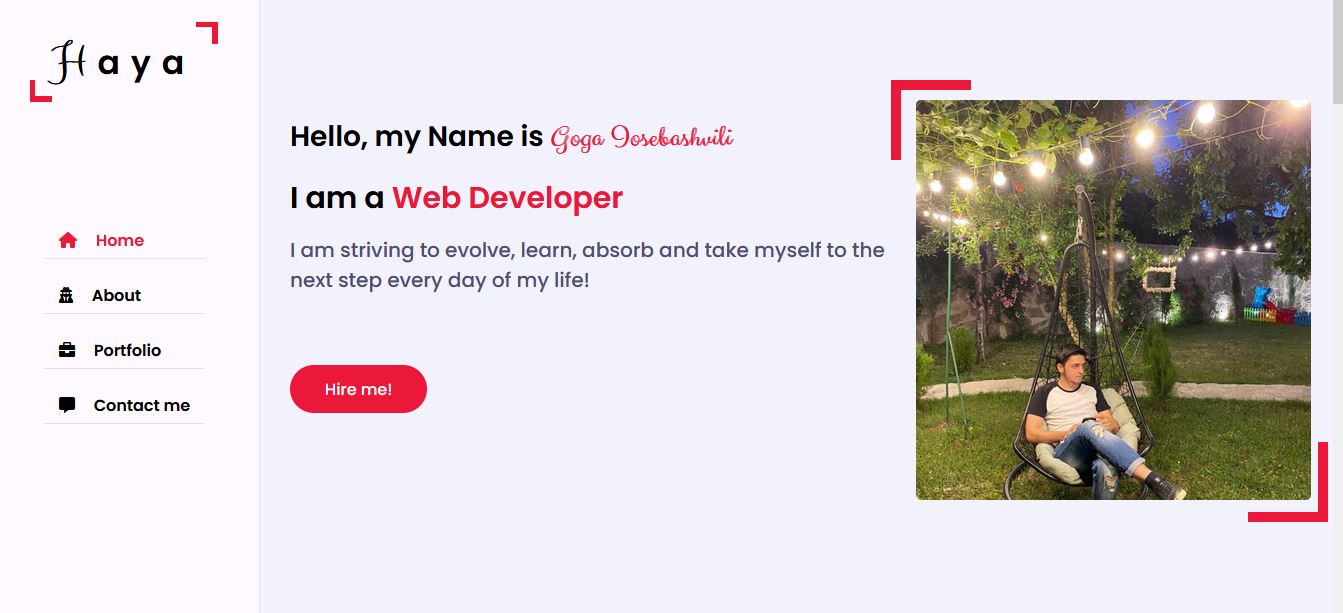 Haya
Home
About
Portfolio
Contact me
Hello, my Name is Goga Iosebashvili
I am a Web Developer
I am striving to evolve, learn, absorb and take myself to the
next step every day of my life!
Hire me!